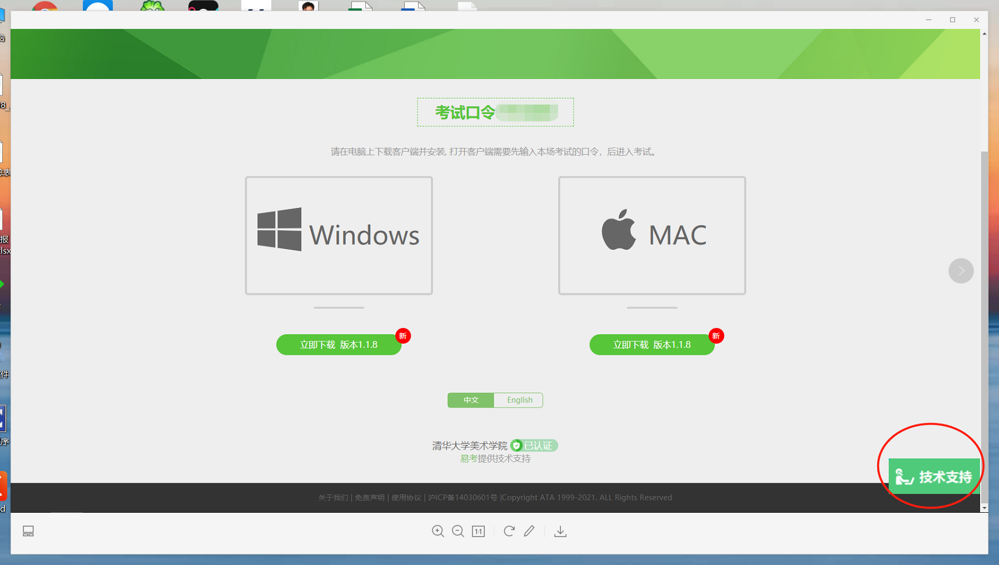 考试口令
请在电脑上下载客户端并安装, 打开客户端需要先输入本场考试的口令，后进入考试。
Windows
MAC
立即下载 版本1.1.8
新
立即下载 版本1.1.8
新
中文
English
清华大学美术学院 已认证
易考提供技术支持
技术支持
关于我们 | 免责声明 | 使用协议 | 沪ICP备14030601号 |Copyright ATA 1999-2021. ALL Rights Reserved
1:1